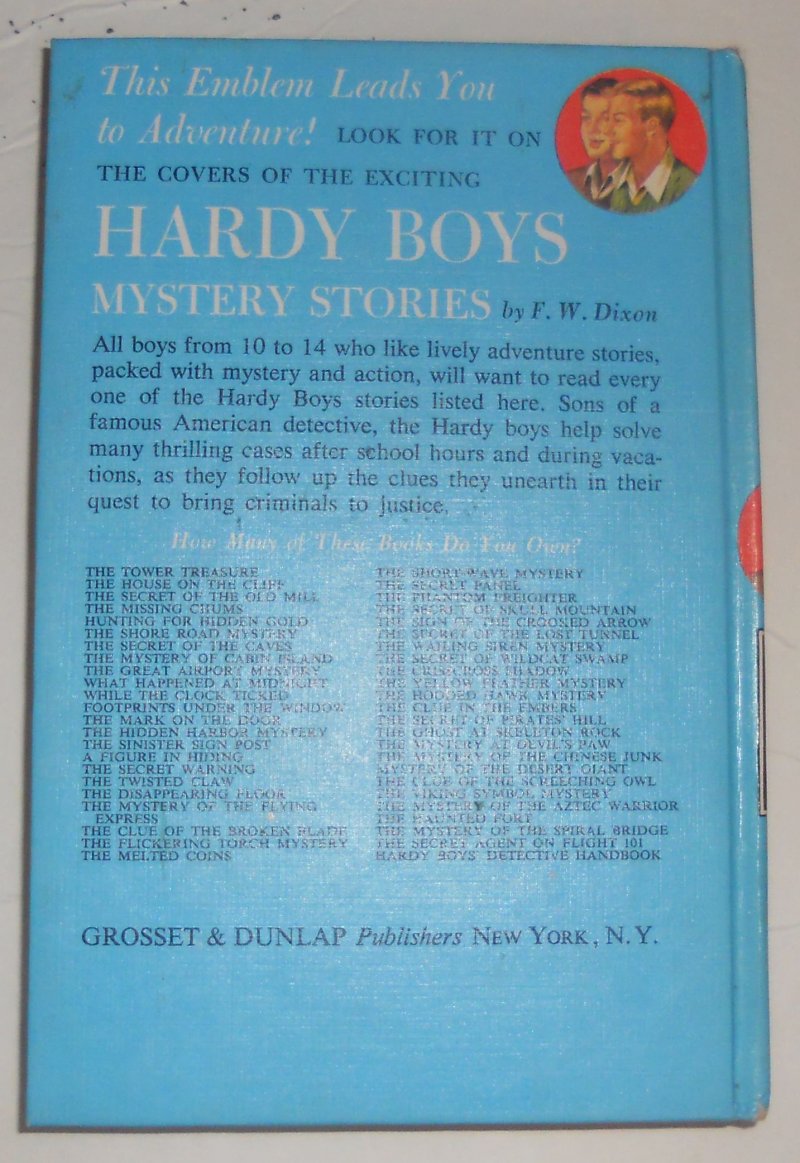 This Emblem Leads You
to Adventure! LOOK FOR IT ON
THE COVERS OF THE EXCITING
HARDY BOYS
MYSTERY STORIES by F. W. Dixon
All boys from 10 to 14 who like lively adventure stories,
packed with mystery and action, will want to read every
one of the Hardy Boys stories listed here. Sons of a
famous American detective, the Hardy boys help solve
many thrilling cases after school hours and during vaca-
tions, as they follow up the clues they unearth in their
quest to bring criminals to justice.
How Many of These Books Do You Own?
THE TOWER TREASURE
THE HOUSE ON THE CLIFF
THE SECRET OF THE OLD MILL
THE MISSING CHUMS
HUNTING FOR HIDDEN GOLD
THE SHORE ROAD MYSTERY
THE SECRET OF THE CAVES
THE MYSTERY OF CABIN ISLAND
THE GREAT AIRPORT MYSTERY
WHAT HAPPENED AT MIDNIGHT
WHILE THE CLOCK TICKED
FOOTPRINTS UNDER THE WINDOW
THE MARK ON THE DOOR
THE HIDDEN HARBOR MYSTERY
THE SINISTER SIGN POST
A FIGURE IN HIDING
THE SECRET WARNING
THE TWISTED CLAW
THE DISAPPEARING FLOOR
THE MYSTERY OF THE FLYING
EXPRESS
THE CLUE OF THE BROKEN BLADE
THE FLICKERING TORCH MYSTERY
THE MELTED COINS
THE SHORT-WAVE MYSTERY
THE SECRET PANEL
THE PHANTOM FREIGHTER
THE SECRET OF SKULL MOUNTAIN
THE SIGN OF THE CROOKED ARROW
THE SECRET OF THE LOST TUNNEL
THE WAILING SIREN MYSTERY
THE SECRET OF WILDCAT SWAMP
THE CRISSCROSS SHADOW
THE YELLOW FEATHER MYSTERY
THE HOODED HAWK MYSTERY
THE CLUE IN THE EMBERS
THE SECRET OF PIRATES' HILL
THE GHOST AT SKELETON ROCK
THE MYSTERY AT DEVIL'S PAW
THE MYSTERY OF THE CHINESE JUNK
MYSTERY OF THE DESERT GIANT
THE CLUE OF THE SCREECHING OWL
THE VIKING SYMBOL MYSTERY
THE MYSTERY OF THE AZTEC WARRIOR
THE HAUNTED FORT
THE MYSTERY OF THE SPIRAL BRIDGE
THE SECRET AGENT ON FLIGHT 101
HARDY BOYS' DETECTIVE HANDBOOK
GROSSET & DUNLAP Publishers NEW YORK, N.Y.